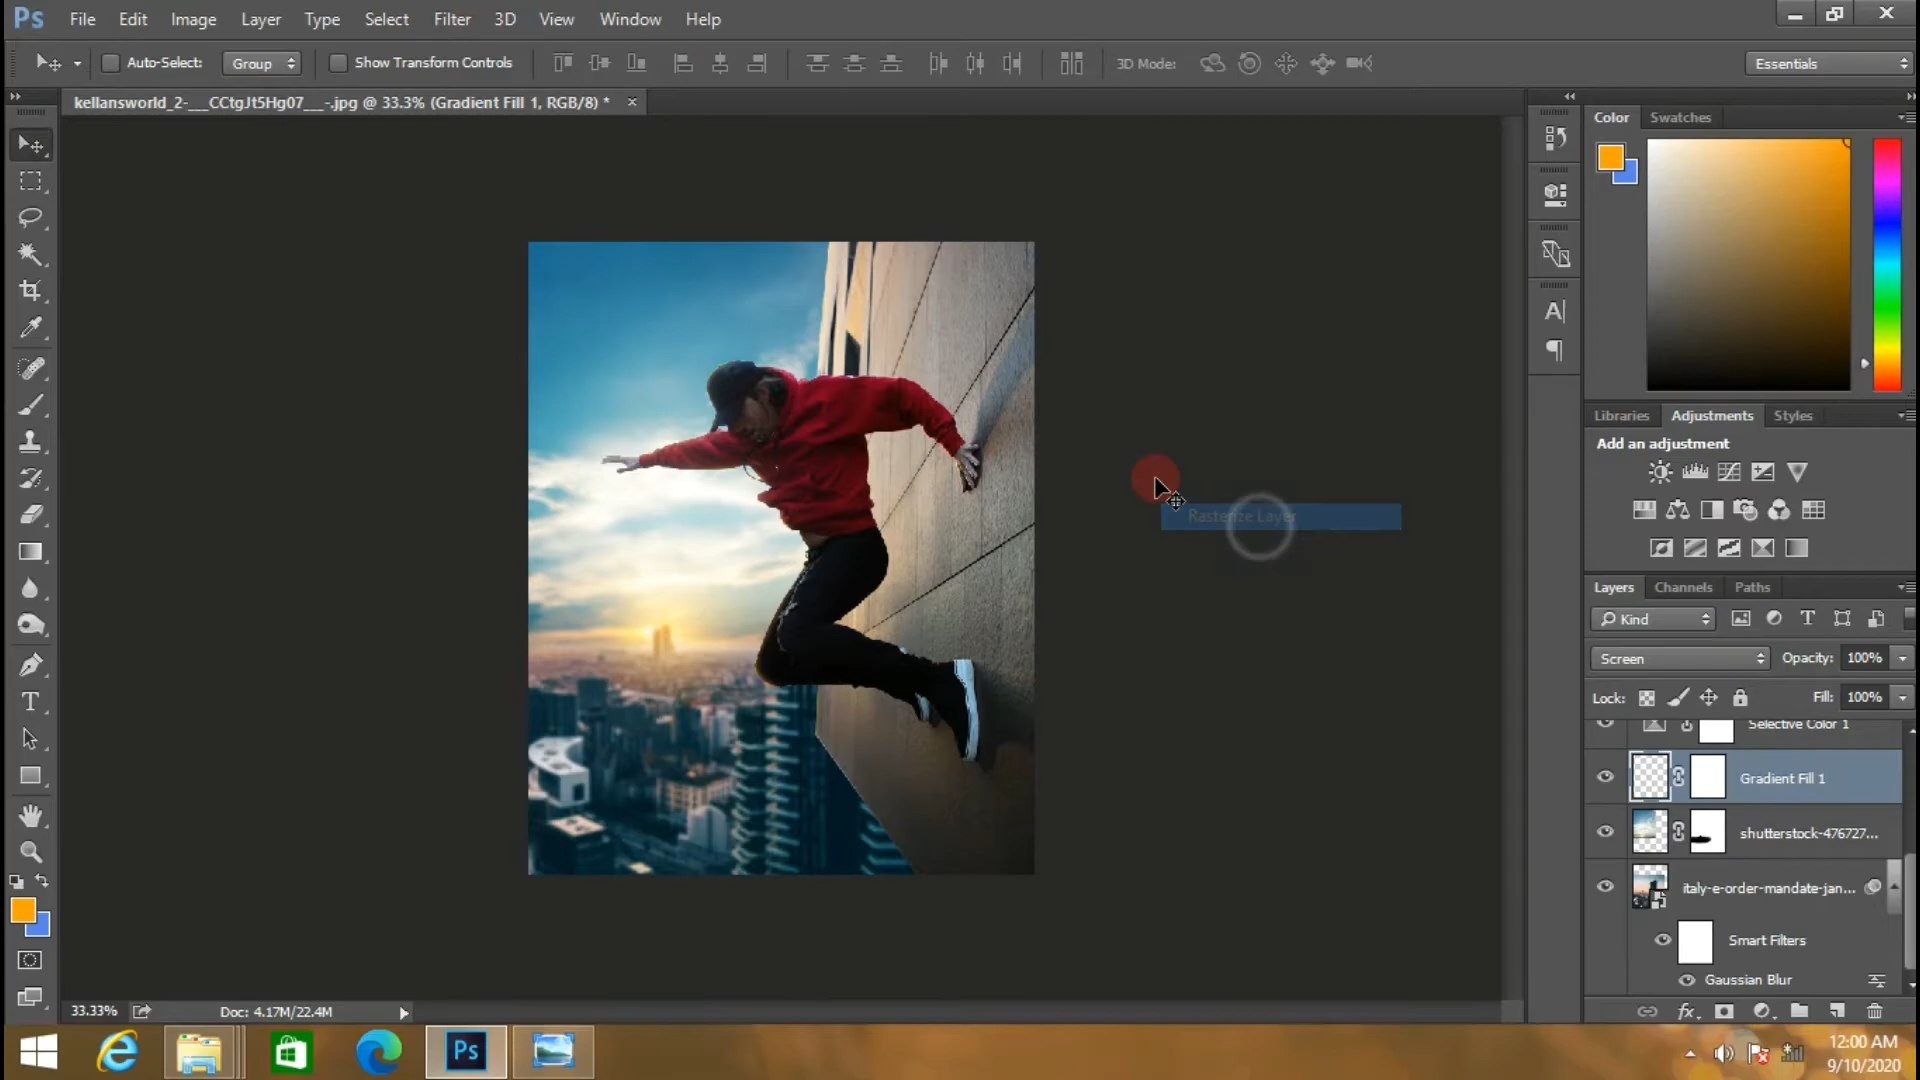 Ps File Edit Image Layer Type Select Filter 3D View Window Help
Auto-Select: Group Show Transform Controls 3D Mode: Essentials
kellansworld_2-___CCtgJt5Hg07___-.jpg @ 33.3% (Gradient Fill 1, RGB/8) *
Color Swatches
Rasterize Layer
Libraries Adjustments Styles
Add an adjustment
Layers Channels Paths
Kind
Screen Opacity: 100%
Lock: Fill: 100%
Selective Color 1
Gradient Fill 1
shutterstock-476727...
italy-e-order-mandate-jan...
Smart Filters
Gaussian Blur
33.33% Doc: 4.17M/22.4M
Ps
12:00 AM
9/10/2020